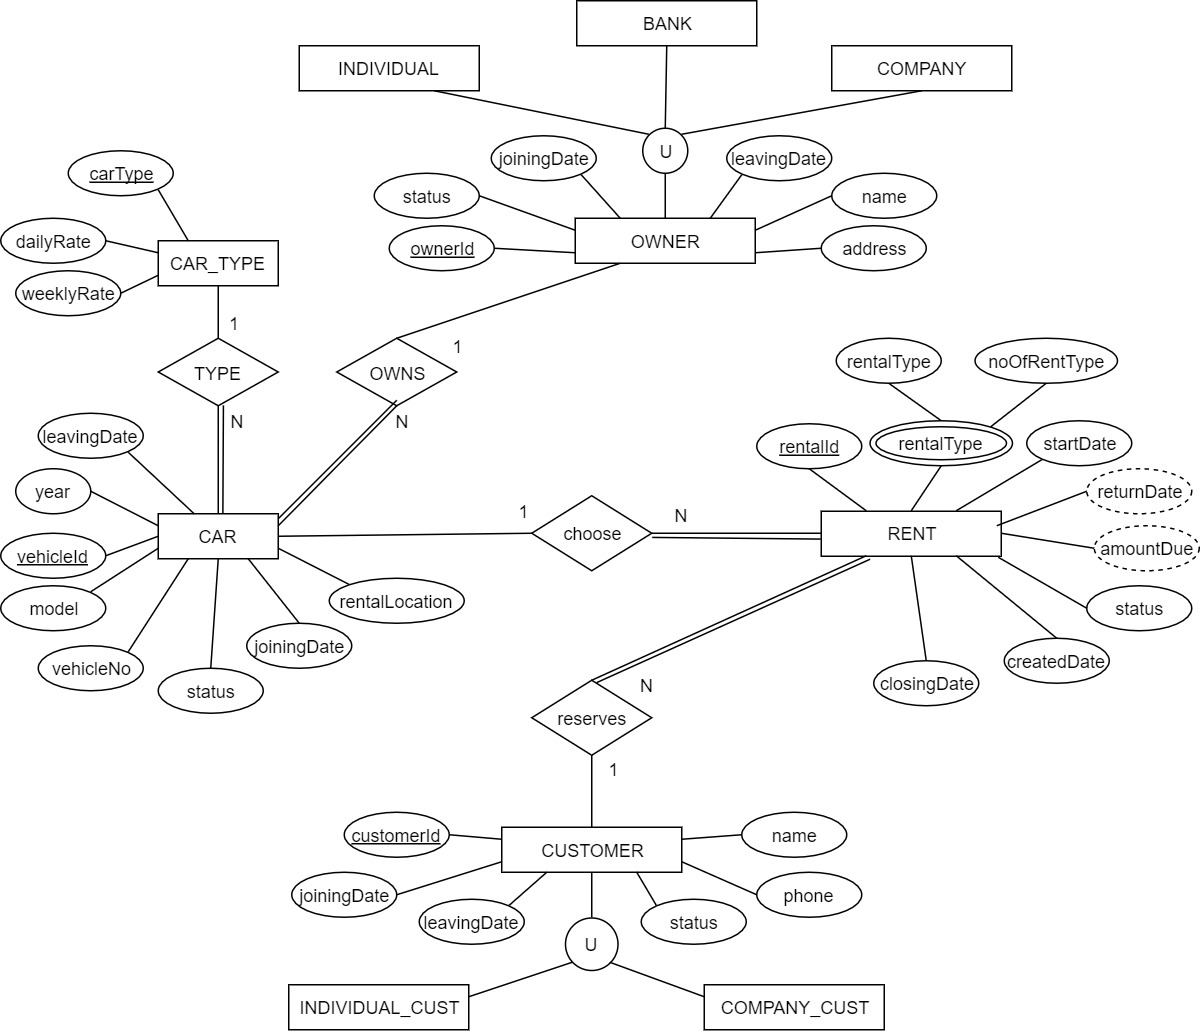 BANK
INDIVIDUAL
COMPANY
U
joiningDate
leavingDate
carType
status
name
dailyRate
OWNER
ownerId
address
CAR_TYPE
weeklyRate
1
1
rentalType
noOfRentType
TYPE
OWNS
N
N
leavingDate
rentalId
rentalType
startDate
year
returnDate
1
N
CAR
choose
RENT
vehicleId
amountDue
model
rentalLocation
status
joiningDate
vehicleNo
createdDate
status
closingDate
N
reserves
1
customerId
name
CUSTOMER
joiningDate
phone
leavingDate
status
U
INDIVIDUAL_CUST
COMPANY_CUST